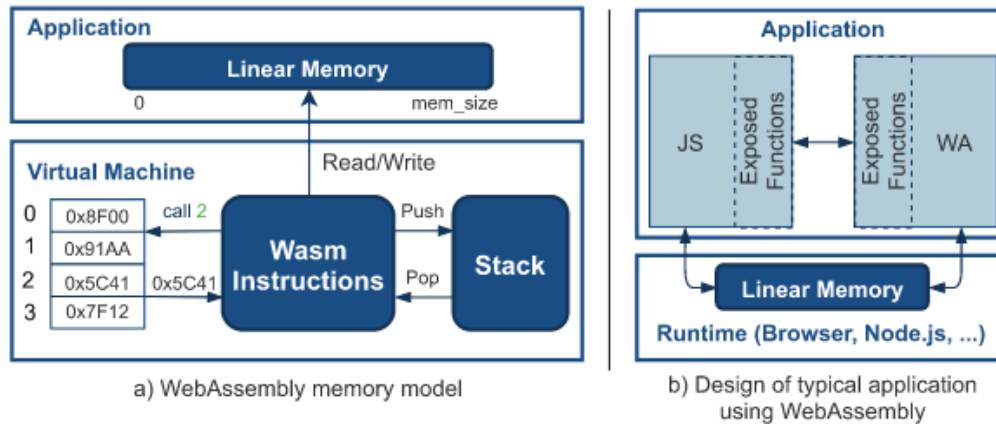 Application
Linear Memory
0 mem_size
Read/Write
Virtual Machine
0 0x8F00
1 0x91AA
2 0x5C41
3 0x7F12
call 2
0x5C41
Wasm
Instructions
Push
Pop
Stack
a) WebAssembly memory model
Application
JS
Exposed
Functions
Exposed
Functions
WA
Linear Memory
Runtime (Browser, Node.js, ...)
b) Design of typical application
using WebAssembly